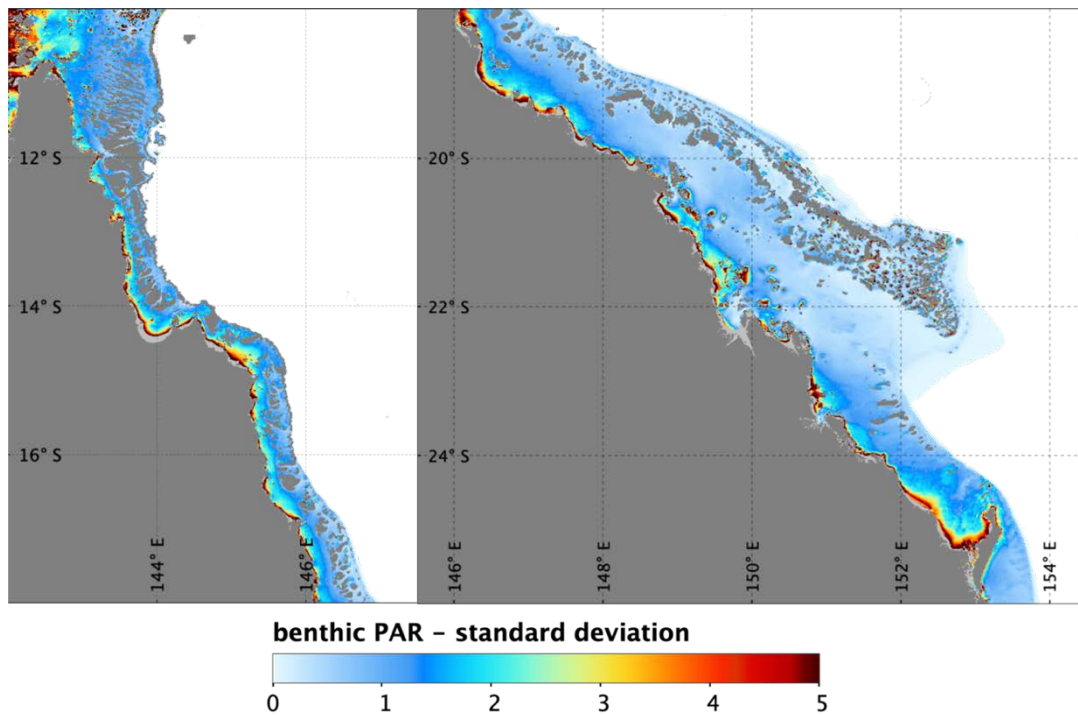 12° S
14° S
16° S
144° E
146° E
20° S
22° S
24° S
146° E
148° E
150° E
152° E
154° E
benthic PAR – standard deviation
0 1 2 3 4 5